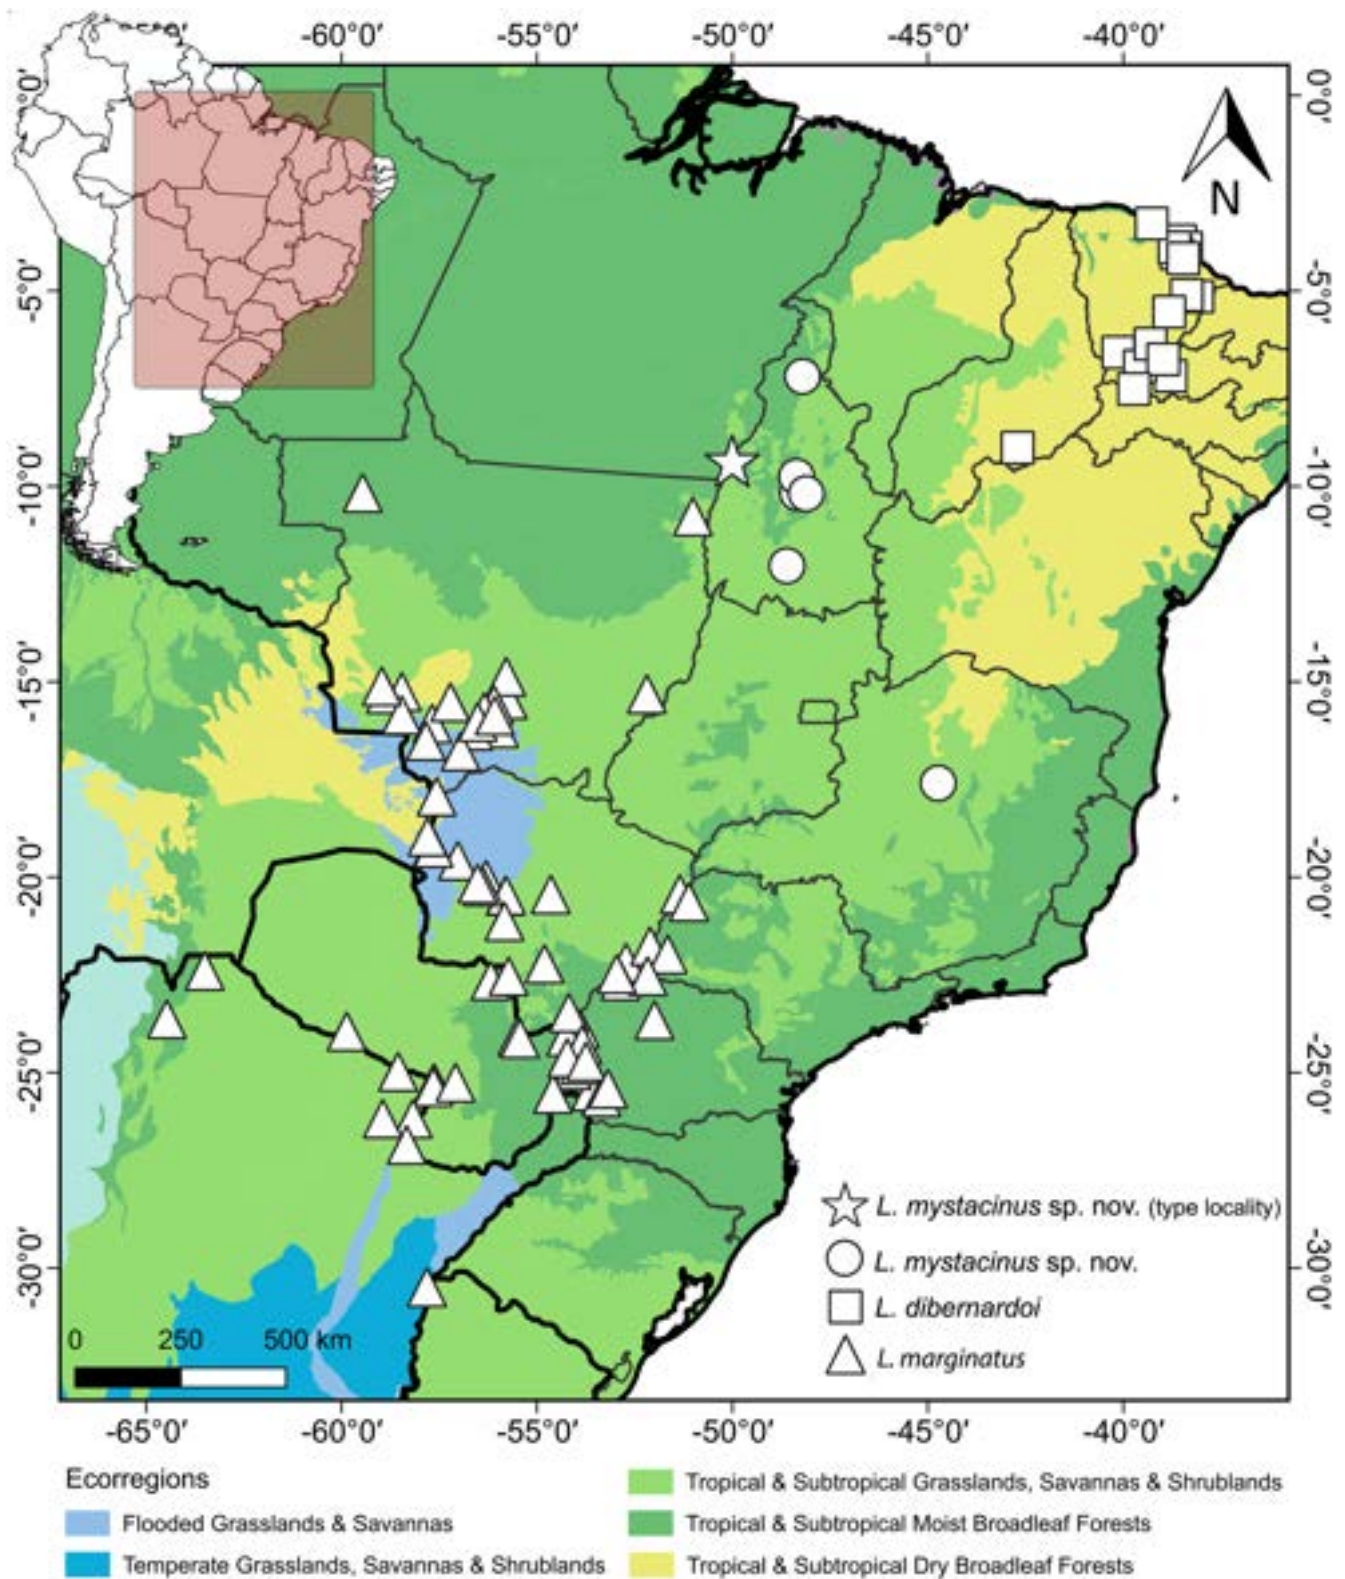 -60°0′ -55°0′ -50°0′ -45°0′ -40°0′
0°0′ 0°0′
-5°0′ -5°0′
-10°0′ -10°0′
-15°0′ -15°0′
-20°0′ -20°0′
-25°0′ -25°0′
-30°0′ -30°0′
N
L. mystacinus sp. nov. (type locality)
L. mystacinus sp. nov.
L. dibernardoi
L. marginatus
0 250 500 km
-65°0′ -60°0′ -55°0′ -50°0′ -45°0′ -40°0′
Ecorregions
Flooded Grasslands & Savannas
Temperate Grasslands, Savannas & Shrublands
Tropical & Subtropical Grasslands, Savannas & Shrublands
Tropical & Subtropical Moist Broadleaf Forests
Tropical & Subtropical Dry Broadleaf Forests